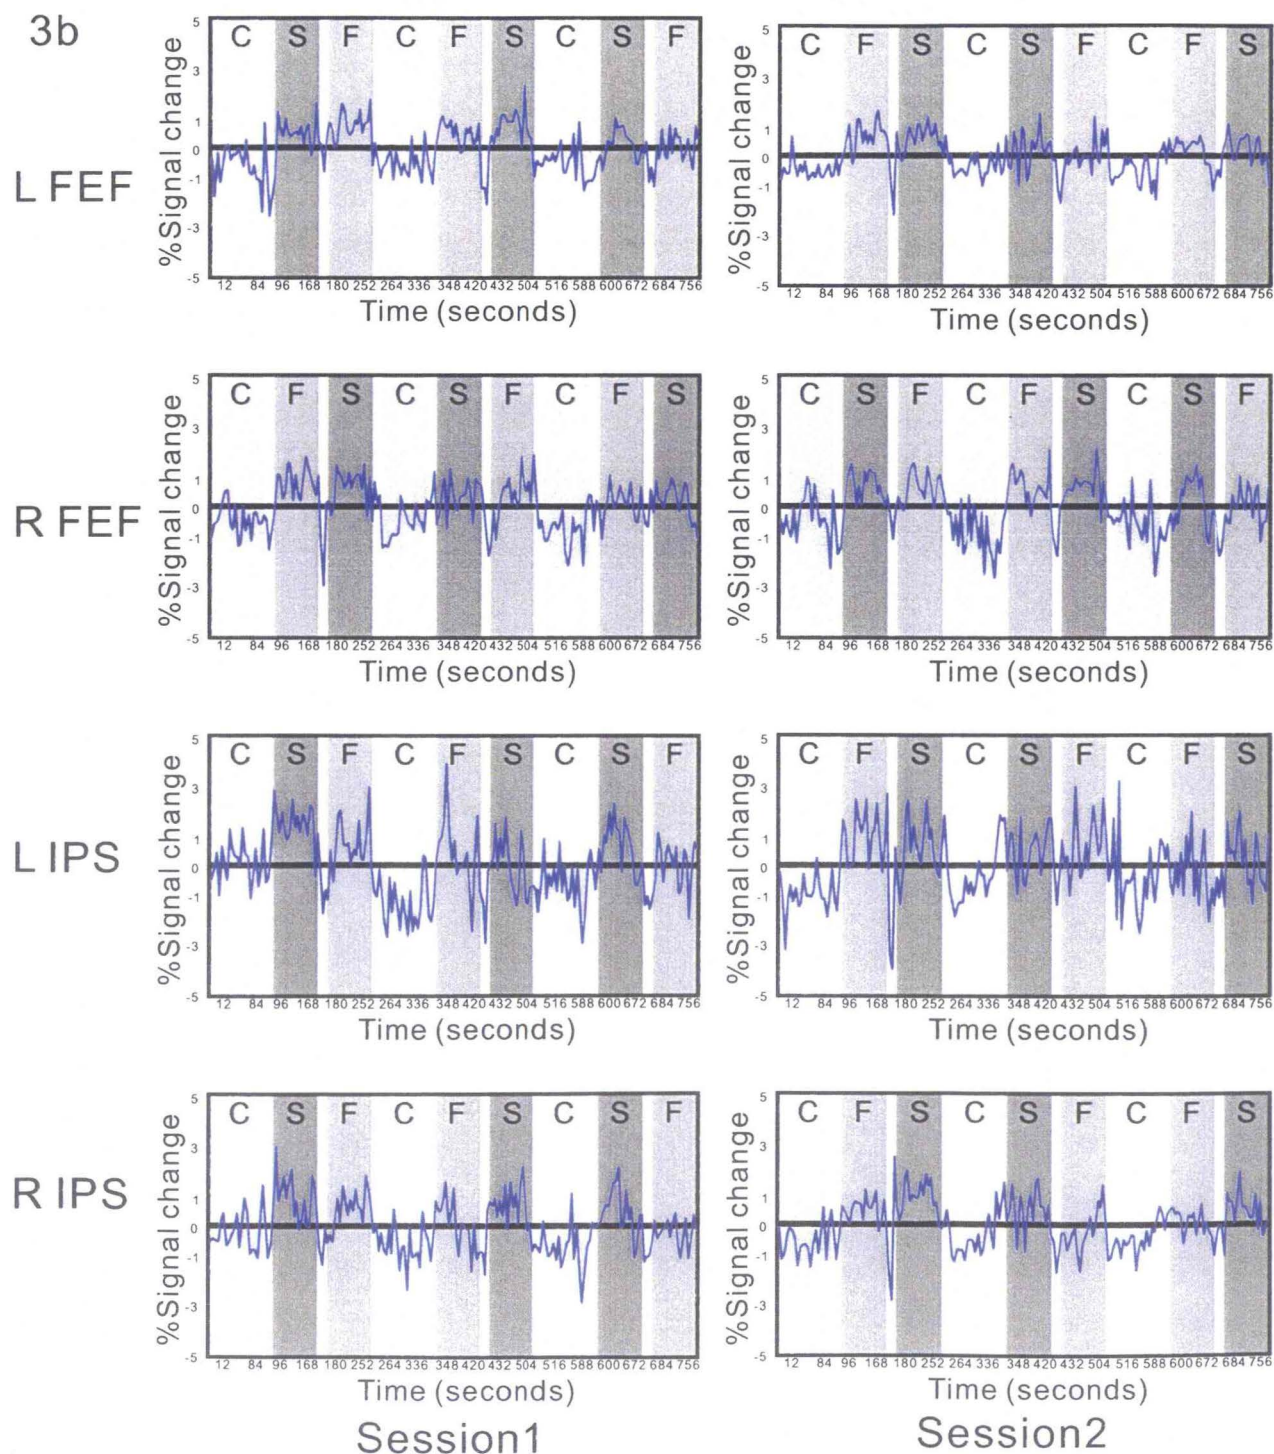 3b
L FEF
%Signal change
5
3
1
0
-1
-3
-5
C S F C F S C S F
12 84 96 168 180 252 264 336 348 420 432 504 516 588 600 672 684 756
Time (seconds)
%Signal change
5
3
1
0
-1
-3
-5
C F S C S F C F S
12 84 96 168 180 252 264 336 348 420 432 504 516 588 600 672 684 756
Time (seconds)
R FEF
%Signal change
5
3
1
0
-1
-3
-5
C F S C S F C F S
12 84 96 168 180 252 264 336 348 420 432 504 516 588 600 672 684 756
Time (seconds)
%Signal change
5
3
1
0
-1
-3
-5
C S F C F S C S F
12 84 96 168 180 252 264 336 348 420 432 504 516 588 600 672 684 756
Time (seconds)
L IPS
%Signal change
5
3
1
0
-1
-3
-5
C S F C F S C S F
12 84 96 168 180 252 264 336 348 420 432 504 516 588 600 672 684 756
Time (seconds)
%Signal change
5
3
1
0
-1
-3
-5
C F S C S F C F S
12 84 96 168 180 252 264 336 348 420 432 504 516 588 600 672 684 756
Time (seconds)
R IPS
%Signal change
5
3
1
0
-1
-3
-5
C S F C F S C S F
12 84 96 168 180 252 264 336 348 420 432 504 516 588 600 672 684 756
Time (seconds)
%Signal change
5
3
1
0
-1
-3
-5
C F S C S F C F S
12 84 96 168 180 252 264 336 348 420 432 504 516 588 600 672 684 756
Time (seconds)
Session1
Session2